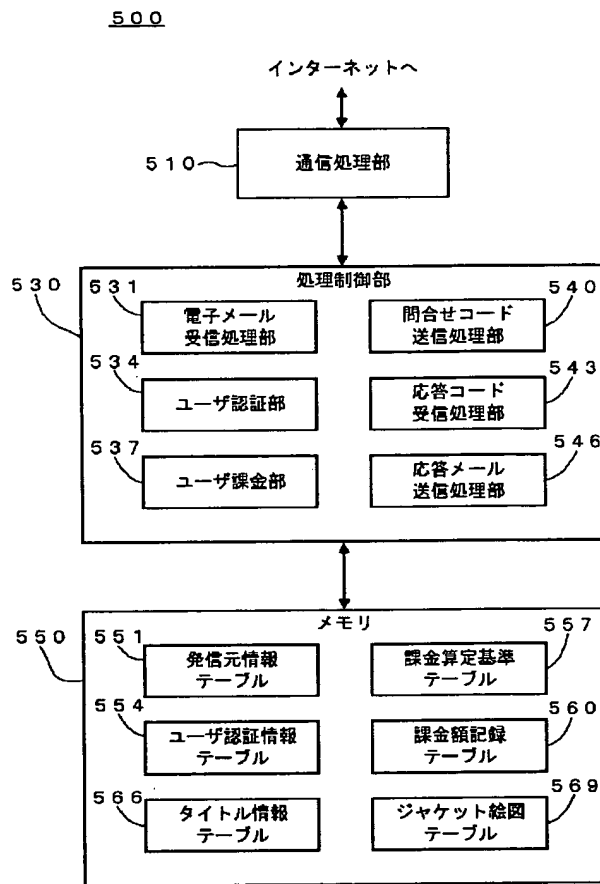 ５００
インターネットへ
５１０
通信処理部
５３０
処理制御部
５３１
電子メール
受信処理部
５４０
問合せコード
送信処理部
５３４
ユーザ認証部
５４３
応答コード
受信処理部
５３７
ユーザ課金部
５４６
応答メール
送信処理部
５５０
メモリ
５５１
発信元情報
テーブル
５５７
課金算定基準
テーブル
５５４
ユーザ認証情報
テーブル
５６０
課金額記録
テーブル
５６６
タイトル情報
テーブル
５６９
ジャケット絵図
テーブル